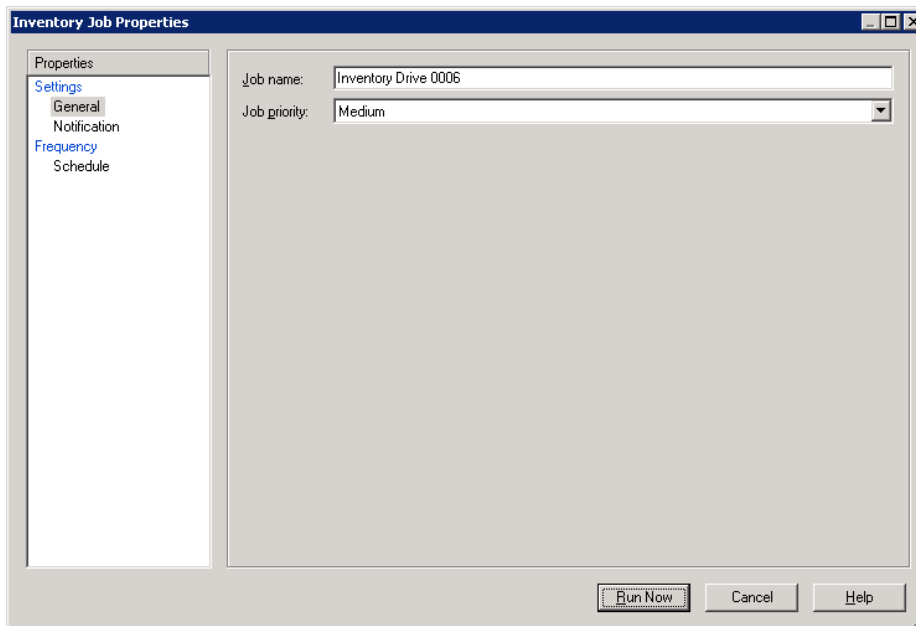 Inventory Job Properties
Properties
Settings
General
Notification
Frequency
Schedule
Job name: Inventory Drive 0006
Job priority: Medium
Run Now Cancel Help